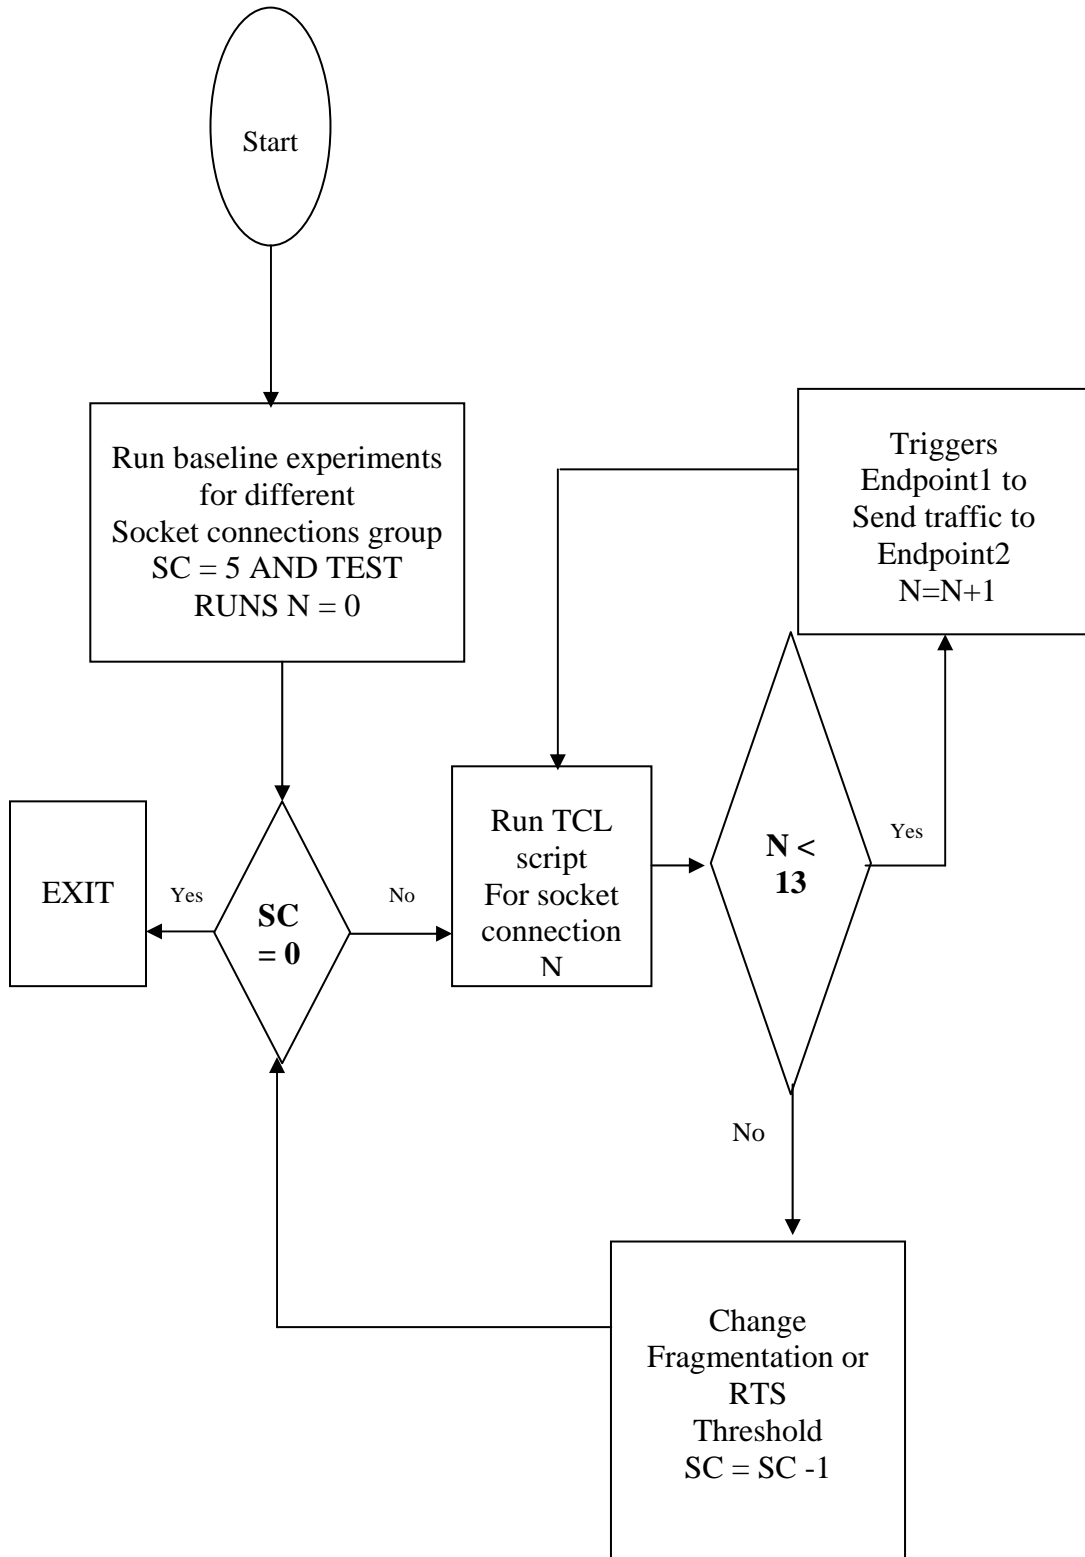 Start
Run baseline experiments
for different
Socket connections group
SC = 5 AND TEST
RUNS N = 0
Triggers
Endpoint1 to
Send traffic to
Endpoint2
N=N+1
EXIT
Yes
SC
= 0
No
Run TCL
script
For socket
connection
N
N <
13
Yes
No
Change
Fragmentation or
RTS
Threshold
SC = SC -1